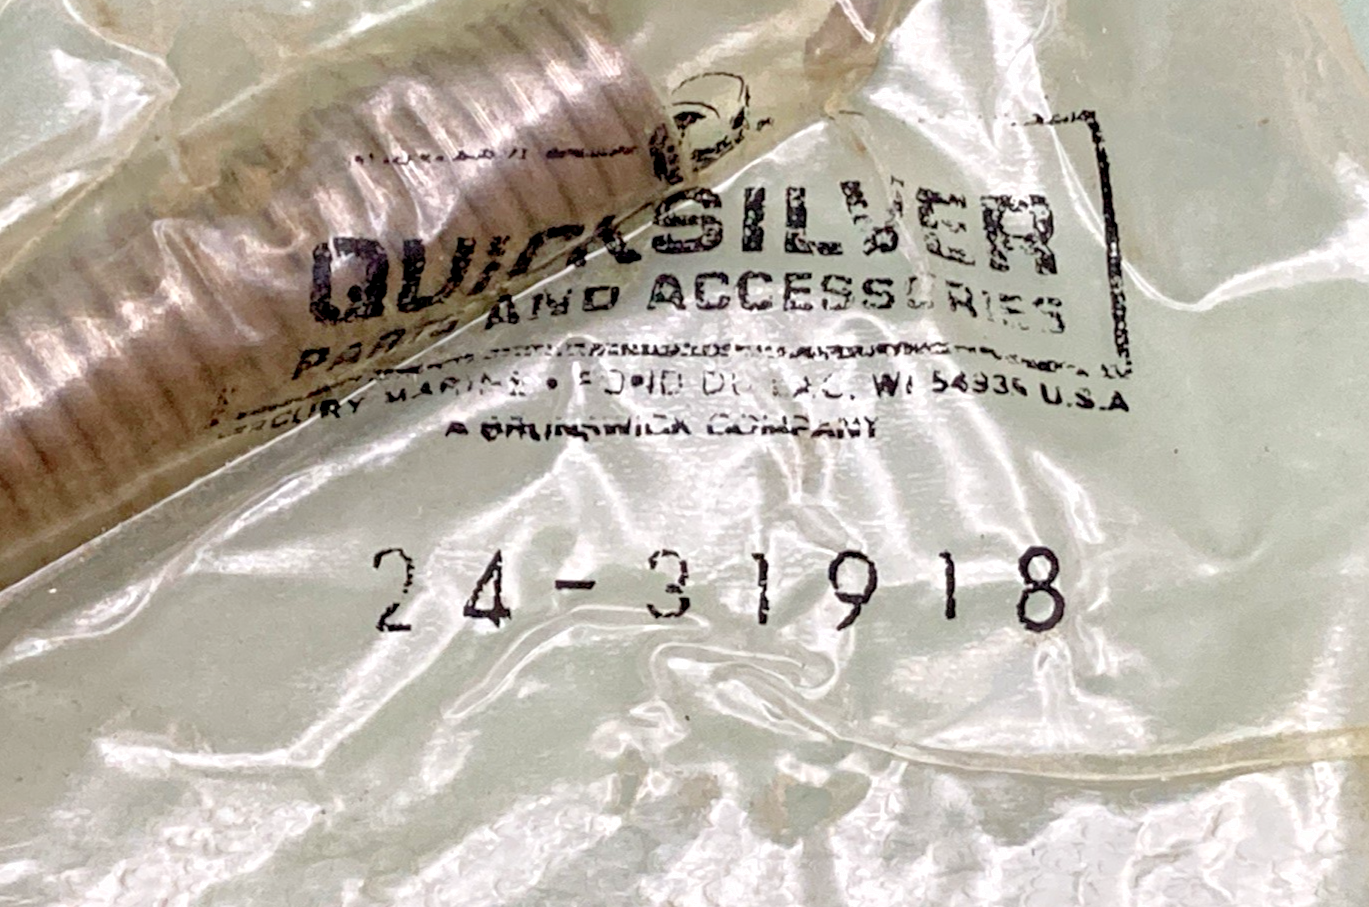 QUICKSILVER
PARTS AND ACCESSORIES
MERCURY MARINE • FOND DU LAC, WI 54935 U.S.A
A BRUNSWICK COMPANY
24-31918